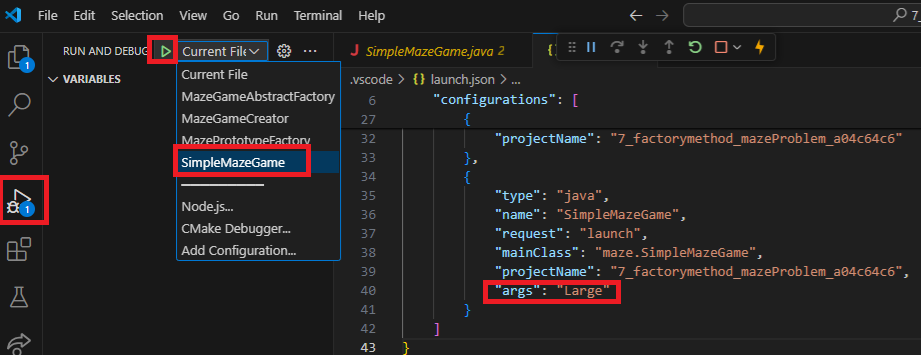 File Edit Selection View Go Run Terminal Help
7_
RUN AND DEBUG Current File
VARIABLES
Current File
MazeGameAbstractFactory
MazeGameCreator
MazePrototypeFactory
SimpleMazeGame
Node.js...
CMake Debugger...
Add Configuration...
1
1
J SimpleMazeGame.java 2
{}
.vscode > {} launch.json > ...
6 "configurations": [
27 {
32 "projectName": "7_factorymethod_mazeProblem_a04c64c6"
33 },
34 {
35 "type": "java",
36 "name": "SimpleMazeGame",
37 "request": "launch",
38 "mainClass": "maze.SimpleMazeGame",
39 "projectName": "7_factorymethod_mazeProblem_a04c64c6",
40 "args": "Large"
41 }
42 ]
43 }